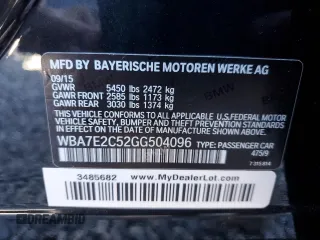 MFD BY BAYERISCHE MOTOREN WERKE AG
09/15
GVWR 5450 lbs 2472 kg
GAWR FRONT 2585 lbs 1173 kg
GAWR REAR 3030 lbs 1374 kg
THIS VEHICLE CONFORMS TO ALL APPLICABLE U.S. FEDERAL MOTOR VEHICLE SAFETY, BUMPER, AND THEFT PREVENTION STANDARDS IN EFFECT ON THE DATE OF MANUFACTURE SHOWN ABOVE.
WBA7E2C52GG504096 TYPE: PASSENGER CAR
475/9
3485682 www.MyDealerLot.com
AUTOBIDMD